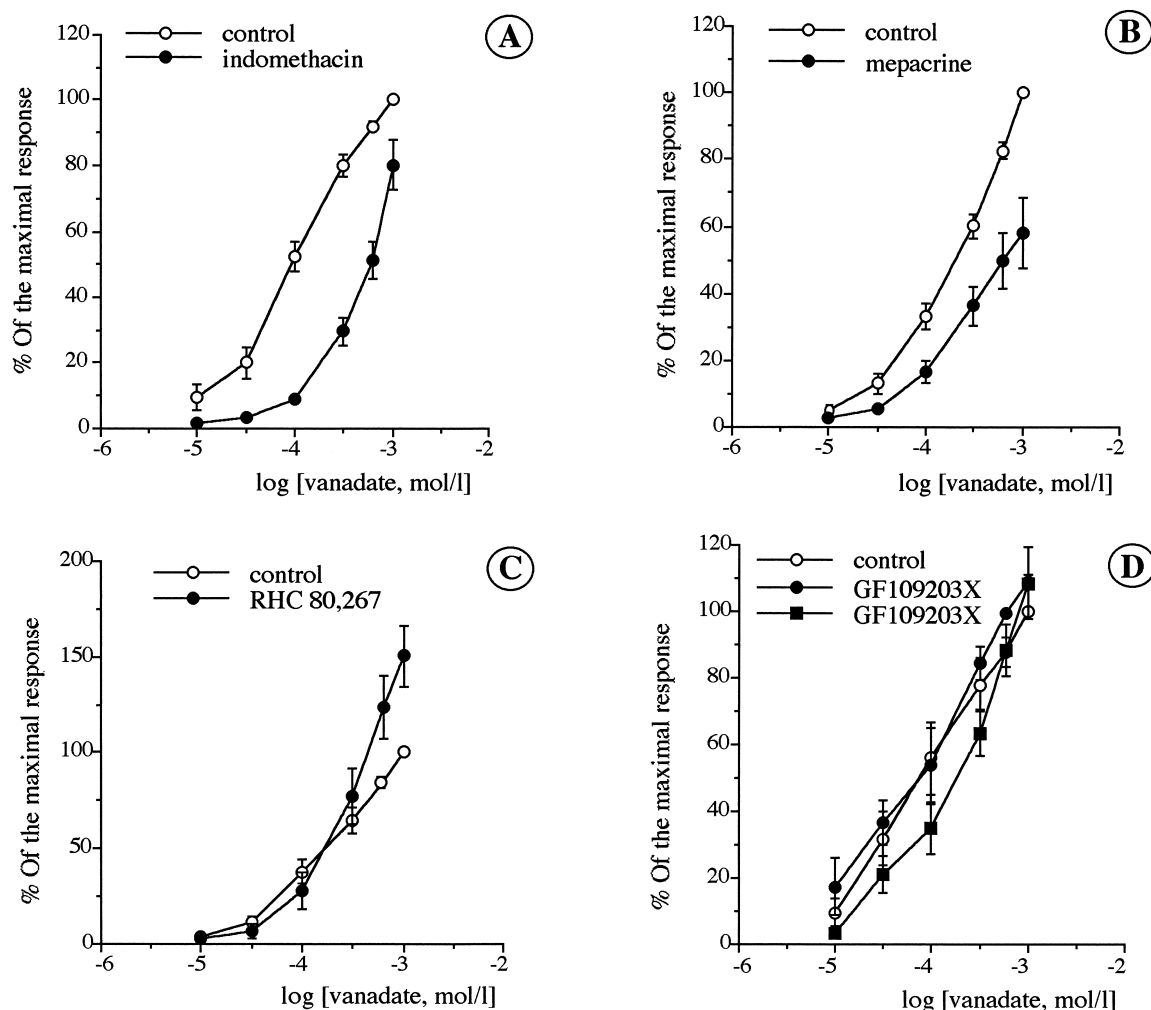 A
control
indomethacin
% Of the maximal response
120
100
80
60
40
20
0
-6
-5
-4
-3
-2
log [vanadate, mol/l]
B
control
mepacrine
% Of the maximal response
120
100
80
60
40
20
0
-6
-5
-4
-3
-2
log [vanadate, mol/l]
C
control
RHC 80,267
% Of the maximal response
200
150
100
50
0
-6
-5
-4
-3
-2
log [vanadate, mol/l]
D
control
GF109203X
GF109203X
% Of the maximal response
120
100
80
60
40
20
0
-6
-5
-4
-3
-2
log [vanadate, mol/l]